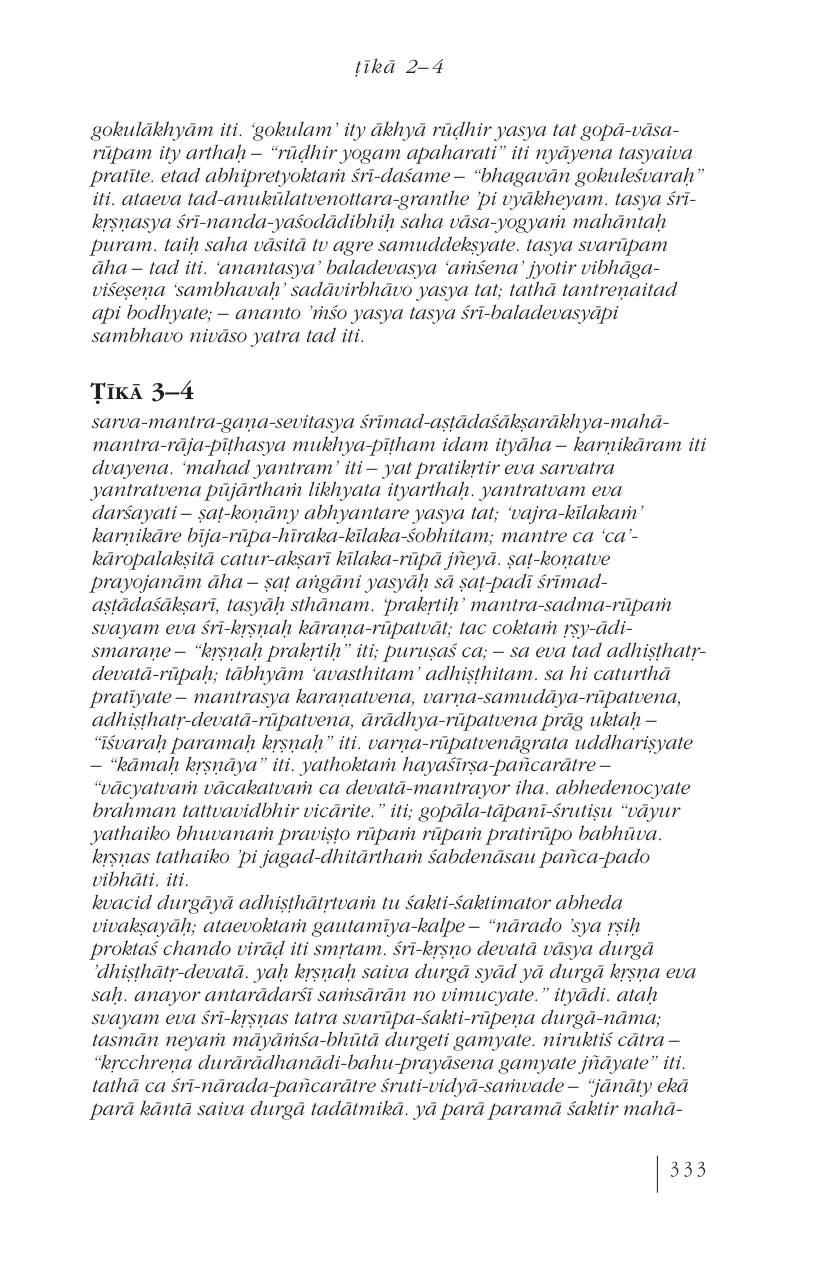 ṭīkā 2–4
gokulākhyām iti. ‘gokulam’ ity ākhyā rūḍhir yasya tat gopā-vāsa-
rūpam ity arthaḥ – “rūḍhir yogam apaharati” iti nyāyena tasyaiva
pratīte. etad abhipretyoktaṁ śrī-daśame – “bhagavān gokuleśvaraḥ”
iti. ataeva tad-anukūlatvenottara-granthe ’pi vyākheyam. tasya śrī-
kṛṣṇasya śrī-nanda-yaśodādibhiḥ saha vāsa-yogyaṁ mahāntaḥ
puram. taiḥ saha vāsitā tv agre samuddekṣyate. tasya svarūpam
āha – tad iti. ‘anantasya’ baladevasya ‘aṁśena’ jyotir vibhāga-
viśeṣeṇa ‘sambhavaḥ’ sadāvirbhāvo yasya tat; tathā tantreṇaitad
api bodhyate; – ananto ’ṁśo yasya tasya śrī-baladevasyāpi
sambhavo nivāso yatra tad iti.
Ṭīkā 3–4
sarva-mantra-gaṇa-sevitasya śrīmad-aṣṭādaśākṣarākhya-mahā-
mantra-rāja-pīṭhasya mukhya-pīṭham idam ityāha – karṇikāram iti
dvayena. ‘mahad yantram’ iti – yat pratikṛtir eva sarvatra
yantratvena pūjārthaṁ likhyata ityarthaḥ. yantratvam eva
darśayati – ṣaṭ-koṇāny abhyantare yasya tat; ‘vajra-kīlakaṁ’
karṇikāre bīja-rūpa-hīraka-kīlaka-śobhitam; mantre ca ‘ca’-
kāropalakṣitā catur-akṣarī kīlaka-rūpā jñeyā. ṣaṭ-koṇatve
prayojanām āha – ṣaṭ aṅgāni yasyāḥ sā ṣaṭ-padī śrīmad-
aṣṭādaśākṣarī, tasyāḥ sthānam. ‘prakṛtiḥ’ mantra-sadma-rūpaṁ
svayam eva śrī-kṛṣṇaḥ kāraṇa-rūpatvāt; tac coktaṁ ṛṣy-ādi-
smaraṇe – “kṛṣṇaḥ prakṛtiḥ” iti; puruṣaś ca; – sa eva tad adhiṣṭhatṛ-
devatā-rūpaḥ; tābhyām ‘avasthitam’ adhiṣṭhitam. sa hi caturthā
pratīyate – mantrasya karaṇatvena, varṇa-samudāya-rūpatvena,
adhiṣṭhatṛ-devatā-rūpatvena, ārādhya-rūpatvena prāg uktaḥ –
“īśvaraḥ paramaḥ kṛṣṇaḥ” iti. varṇa-rūpatvenāgrata uddhariṣyate
– “kāmaḥ kṛṣṇāya” iti. yathoktaṁ hayaśīrṣa-pañcarātre –
“vācyatvaṁ vācakatvaṁ ca devatā-mantrayor iha. abhedenocyate
brahman tattvavidbhir vicārite.” iti; gopāla-tāpanī-śrutiṣu “vāyur
yathaiko bhuvanaṁ praviṣṭo rūpaṁ rūpaṁ pratirūpo babhūva.
kṛṣṇas tathaiko ’pi jagad-dhitārthaṁ śabdenāsau pañca-pado
vibhāti. iti.
kvacid durgāyā adhiṣṭhātṛtvaṁ tu śakti-śaktimator abheda
vivakṣayāḥ; ataevoktaṁ gautamīya-kalpe – “nārado ’sya ṛṣiḥ
proktaś chando virāḍ iti smṛtam. śrī-kṛṣṇo devatā vāsya durgā
’dhiṣṭhātṛ-devatā. yaḥ kṛṣṇaḥ saiva durgā syād yā durgā kṛṣṇa eva
saḥ. anayor antarādarśī saṁsārān no vimucyate.” ityādi. ataḥ
svayam eva śrī-kṛṣṇas tatra svarūpa-śakti-rūpeṇa durgā-nāma;
tasmān neyaṁ māyāṁśa-bhūtā durgeti gamyate. niruktiś cātra –
“kṛcchreṇa durārādhanādi-bahu-prayāsena gamyate jñāyate” iti.
tathā ca śrī-nārada-pañcarātre śruti-vidyā-saṁvade – “jānāty ekā
parā kāntā saiva durgā tadātmikā. yā parā paramā śaktir mahā-
333